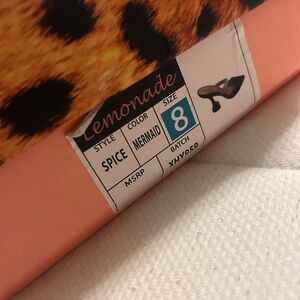 Lemonade
STYLE COLOR SIZE
SPICE MERMAID 8
MSRP BATCH